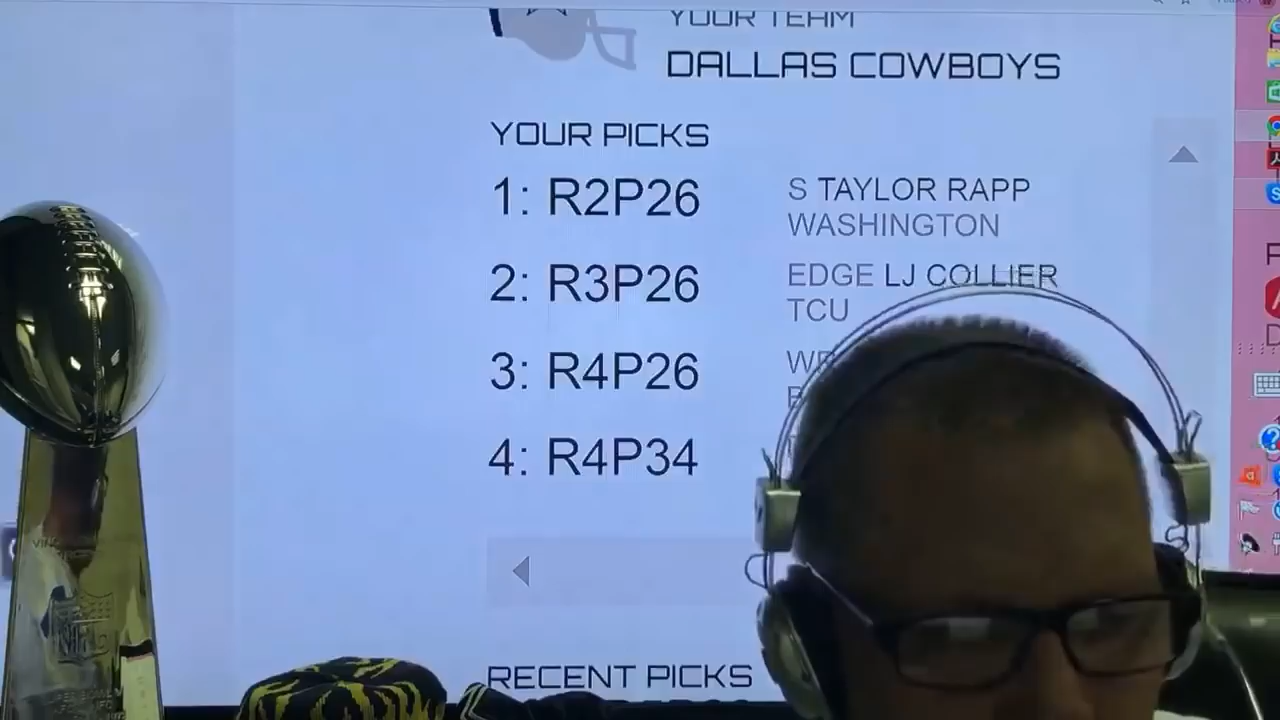 YOUR TEAM
DALLAS COWBOYS
YOUR PICKS
1: R2P26
S TAYLOR RAPP
WASHINGTON
2: R3P26
EDGE LJ COLLIER
TCU
3: R4P26
4: R4P34
RECENT PICKS